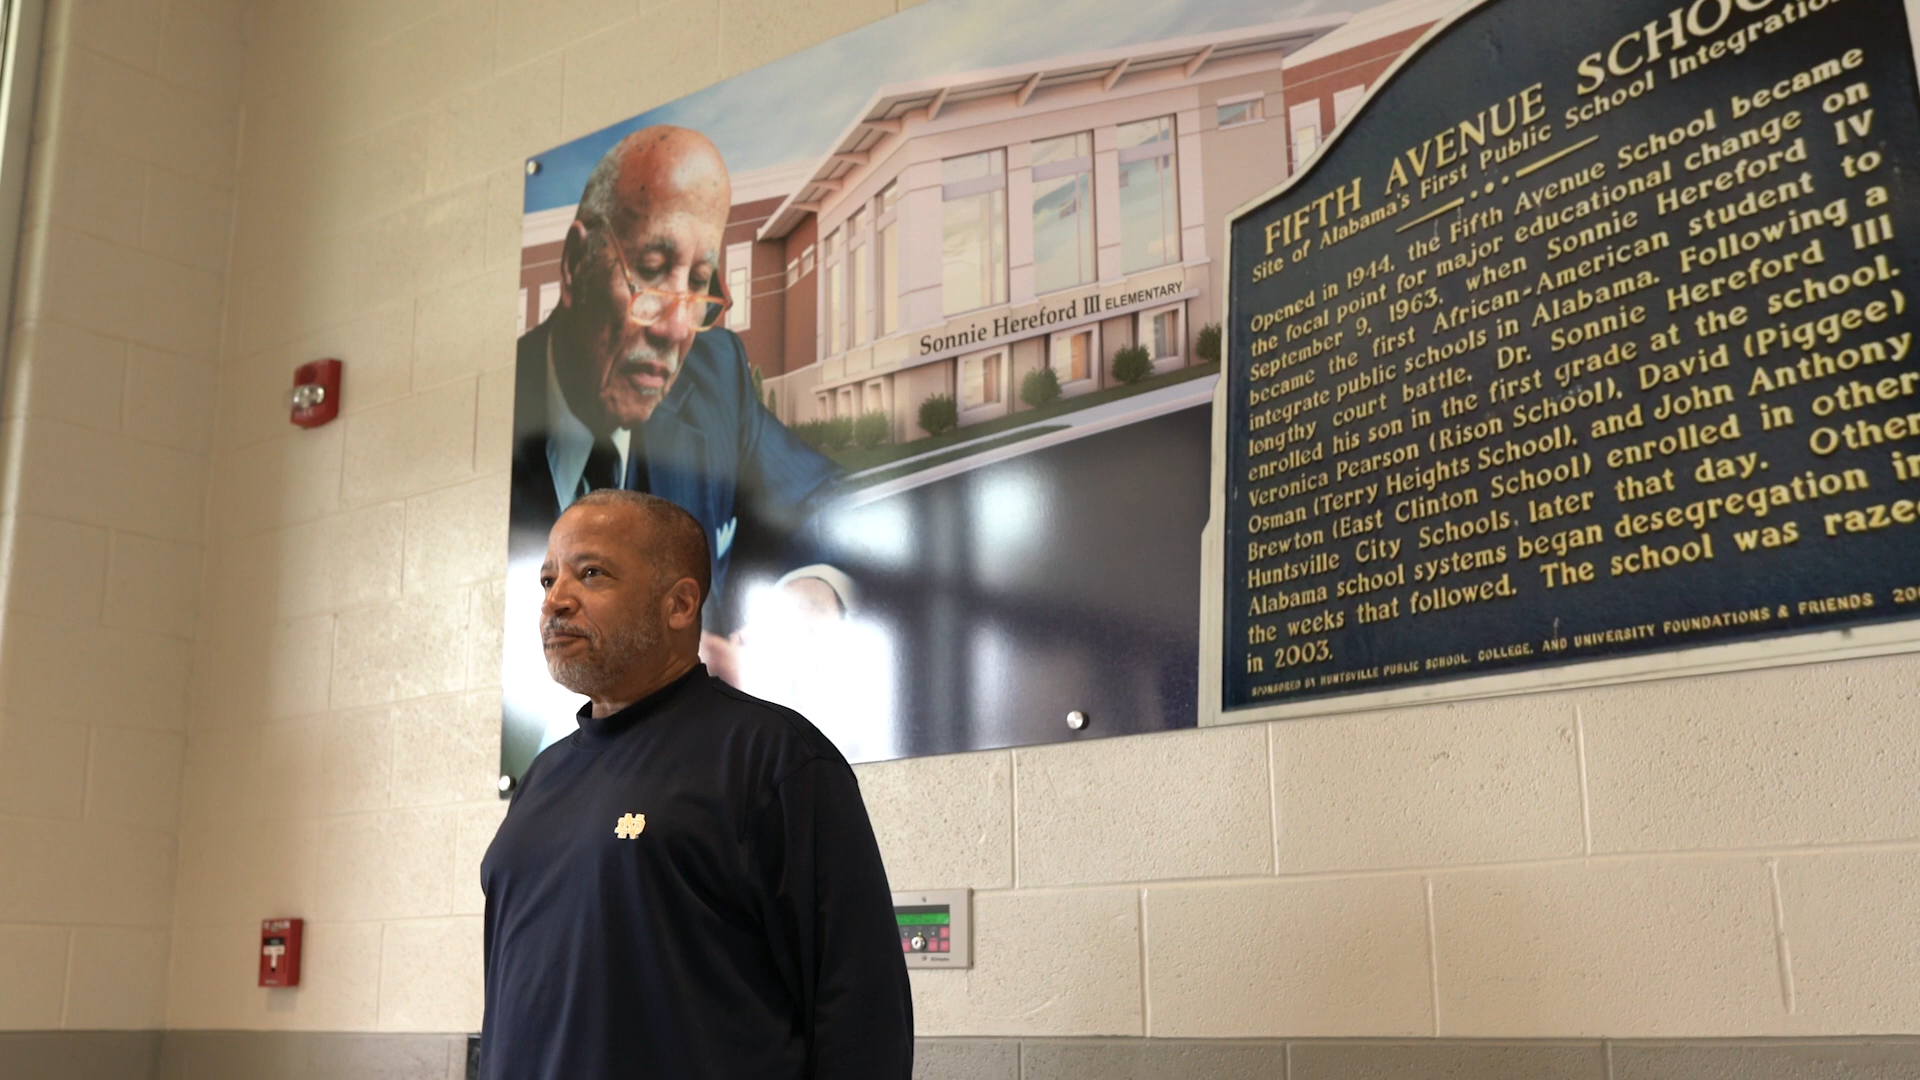 Sonnie Hereford III ELEMENTARY
FIFTH AVENUE SCHOOL
Site of Alabama's First Public School Integration
Opened in 1944, the Fifth Avenue School became
the focal point for major educational change on
September 9, 1963, when Sonnie Hereford IV
became the first African-American student to
integrate public schools in Alabama. Following a
lengthy court battle, Dr. Sonnie Hereford III
enrolled his son in the first grade at the school.
Veronica Pearson (Rison School), David (Piggee)
Osman (Terry Heights School), and John Anthony
Brewton (East Clinton School) enrolled in other
Huntsville City Schools, later that day. Other
Alabama school systems began desegregation in
the weeks that followed. The school was razed
in 2003.
SPONSORED BY HUNTSVILLE PUBLIC SCHOOL, COLLEGE, AND UNIVERSITY FOUNDATIONS & FRIENDS
ND